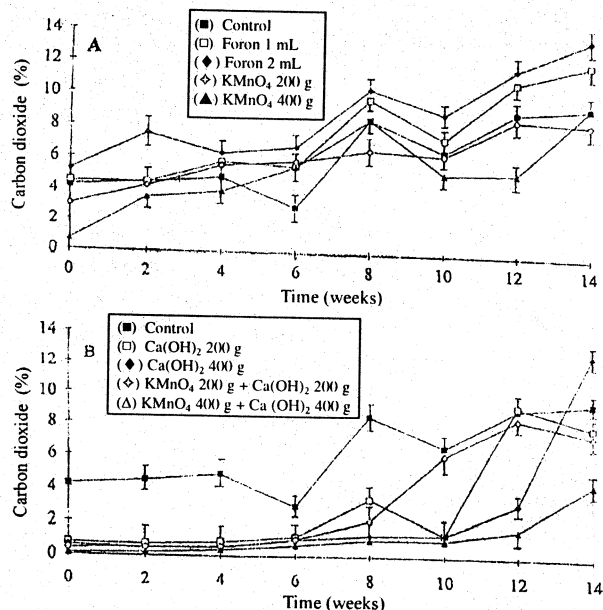 A
(■) Control
(□) Foron 1 mL
(♦) Foron 2 mL
(✧) KMnO₄ 200 g
(▲) KMnO₄ 400 g
Carbon dioxide (%)
14
12
10
8
6
4
2
0
0 2 4 6 8 10 12 14
Time (weeks)
B
(■) Control
(□) Ca(OH)₂ 200 g
(♦) Ca(OH)₂ 400 g
(✧) KMnO₄ 200 g + Ca(OH)₂ 200 g
(△) KMnO₄ 400 g + Ca (OH)₂ 400 g
Carbon dioxide (%)
14
12
10
8
6
4
2
0
0 2 4 6 8 10 12 14
Time (weeks)